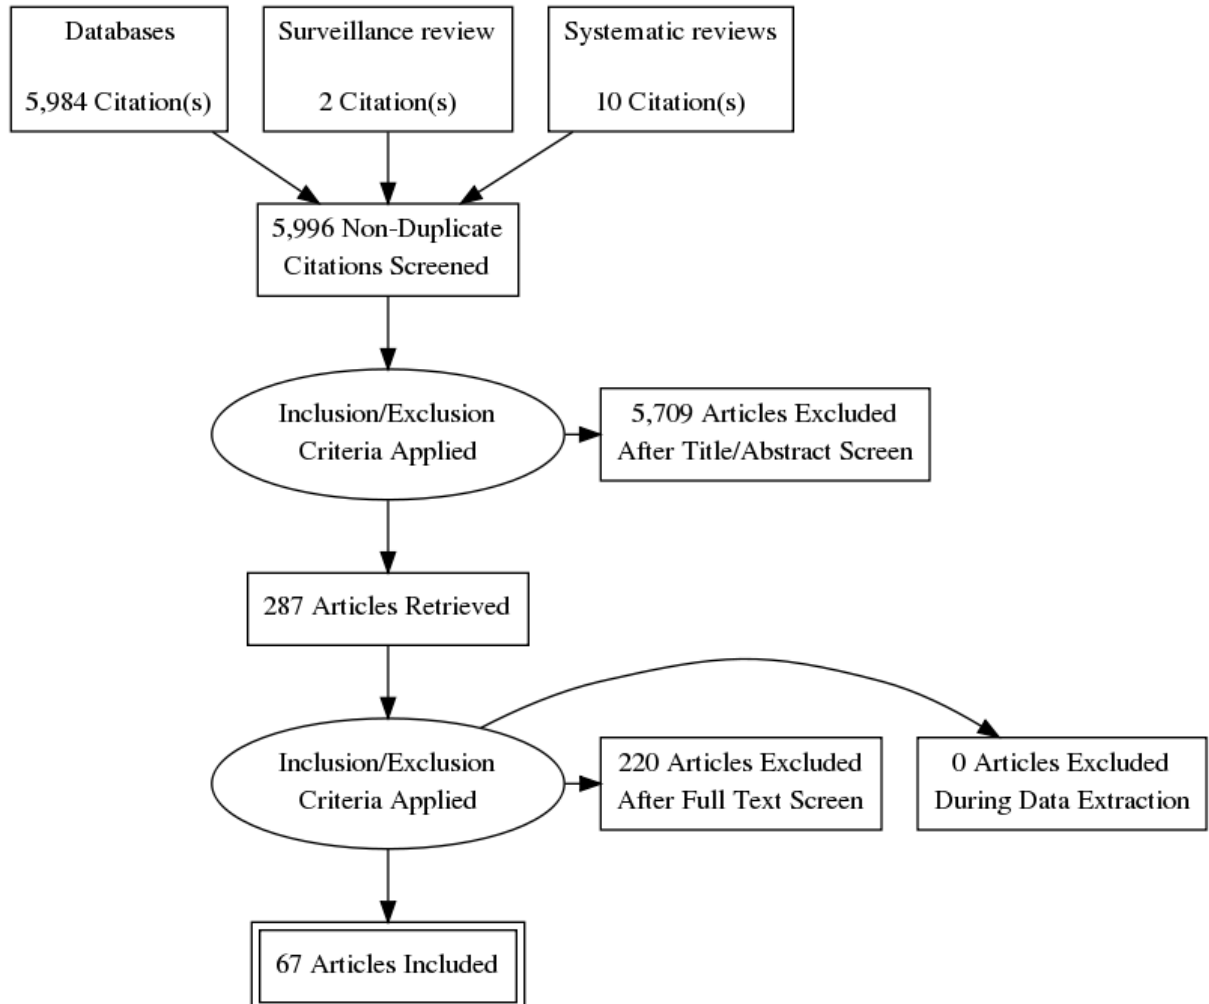 Databases
5,984 Citation(s)
Surveillance review
2 Citation(s)
Systematic reviews
10 Citation(s)
5,996 Non-Duplicate
Citations Screened
Inclusion/Exclusion
Criteria Applied
5,709 Articles Excluded
After Title/Abstract Screen
287 Articles Retrieved
Inclusion/Exclusion
Criteria Applied
220 Articles Excluded
After Full Text Screen
0 Articles Excluded
During Data Extraction
67 Articles Included